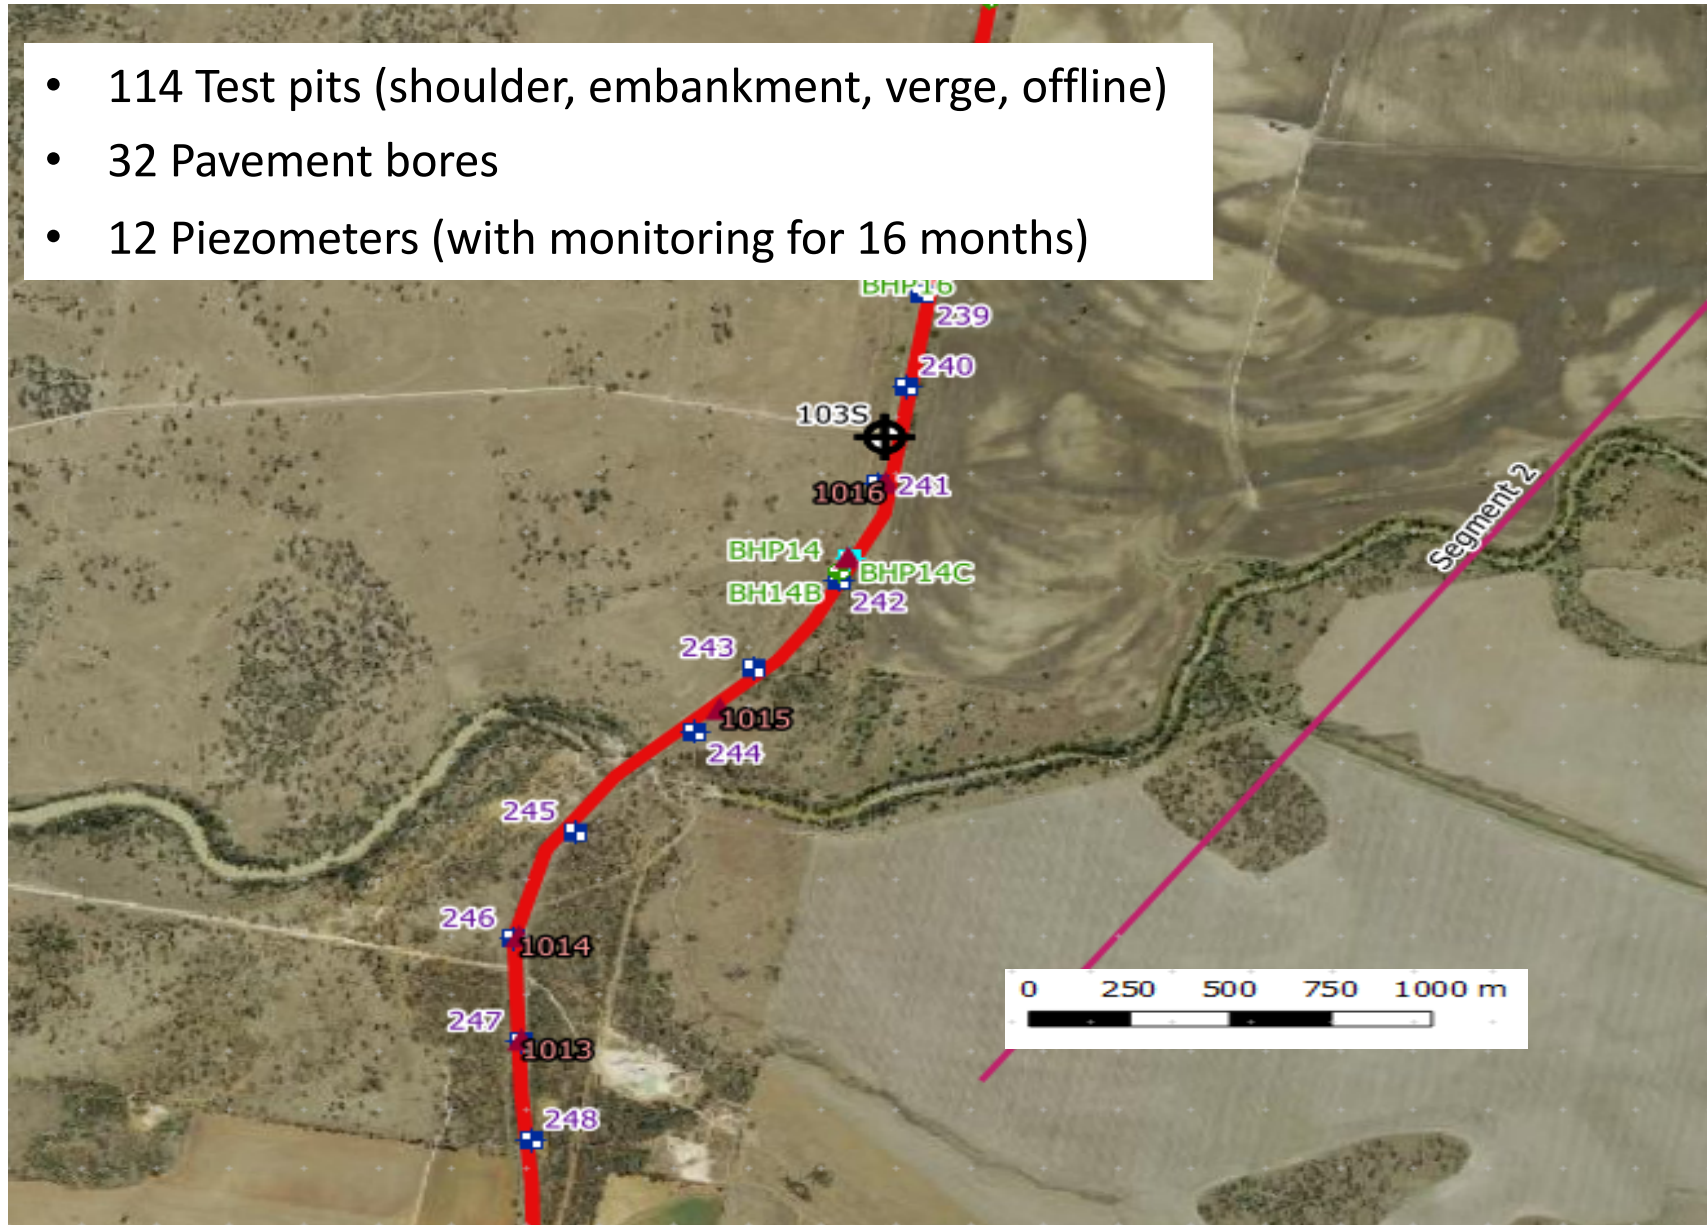 • 114 Test pits (shoulder, embankment, verge, offline)
• 32 Pavement bores
• 12 Piezometers (with monitoring for 16 months)
BHP16
239
240
103S
1016
241
BHP14
BHP14C
BH14B
242
243
1015
244
Segment 2
245
246
1014
0 250 500 750 1000 m
247
1013
248